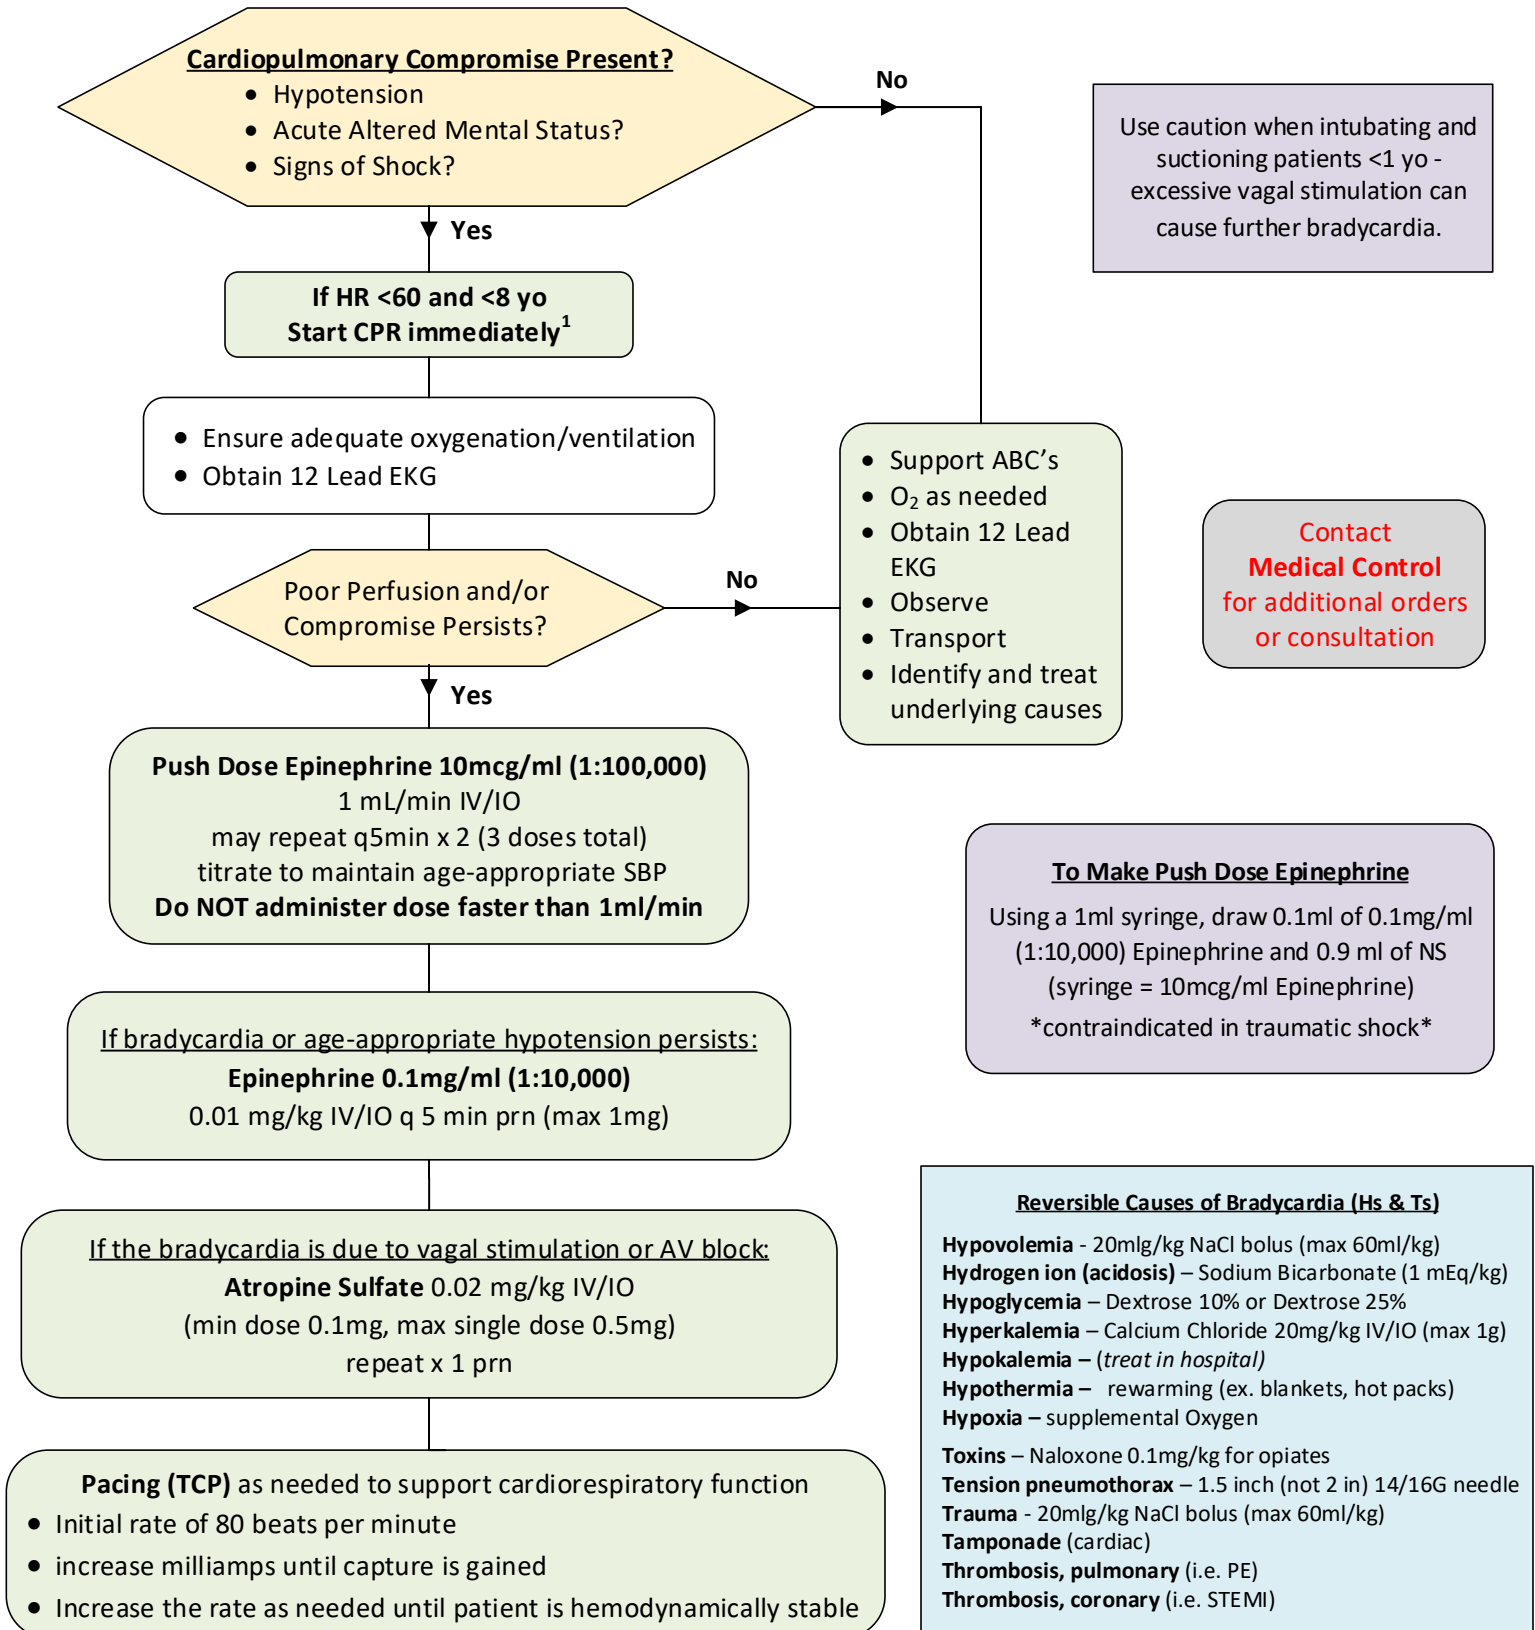 Cardiopulmonary Compromise Present?
• Hypotension
• Acute Altered Mental Status?
• Signs of Shock?
No
Yes
Use caution when intubating and
suctioning patients <1 yo -
excessive vagal stimulation can
cause further bradycardia.
If HR <60 and <8 yo
Start CPR immediately¹
• Ensure adequate oxygenation/ventilation
• Obtain 12 Lead EKG
Poor Perfusion and/or
Compromise Persists?
No
Yes
• Support ABC’s
• O₂ as needed
• Obtain 12 Lead
EKG
• Observe
• Transport
• Identify and treat
underlying causes
Contact
Medical Control
for additional orders
or consultation
Push Dose Epinephrine 10mcg/ml (1:100,000)
1 mL/min IV/IO
may repeat q5min x 2 (3 doses total)
titrate to maintain age-appropriate SBP
Do NOT administer dose faster than 1ml/min
To Make Push Dose Epinephrine
Using a 1ml syringe, draw 0.1ml of 0.1mg/ml
(1:10,000) Epinephrine and 0.9 ml of NS
(syringe = 10mcg/ml Epinephrine)
*contraindicated in traumatic shock*
If bradycardia or age-appropriate hypotension persists:
Epinephrine 0.1mg/ml (1:10,000)
0.01 mg/kg IV/IO q 5 min prn (max 1mg)
If the bradycardia is due to vagal stimulation or AV block:
Atropine Sulfate 0.02 mg/kg IV/IO
(min dose 0.1mg, max single dose 0.5mg)
repeat x 1 prn
Pacing (TCP) as needed to support cardiorespiratory function
• Initial rate of 80 beats per minute
• increase milliamps until capture is gained
• Increase the rate as needed until patient is hemodynamically stable
Reversible Causes of Bradycardia (Hs & Ts)
Hypovolemia - 20mlg/kg NaCl bolus (max 60ml/kg)
Hydrogen ion (acidosis) – Sodium Bicarbonate (1 mEq/kg)
Hypoglycemia – Dextrose 10% or Dextrose 25%
Hyperkalemia – Calcium Chloride 20mg/kg IV/IO (max 1g)
Hypokalemia – (treat in hospital)
Hypothermia – rewarming (ex. blankets, hot packs)
Hypoxia – supplemental Oxygen
Toxins – Naloxone 0.1mg/kg for opiates
Tension pneumothorax – 1.5 inch (not 2 in) 14/16G needle
Trauma - 20mlg/kg NaCl bolus (max 60ml/kg)
Tamponade (cardiac)
Thrombosis, pulmonary (i.e. PE)
Thrombosis, coronary (i.e. STEMI)